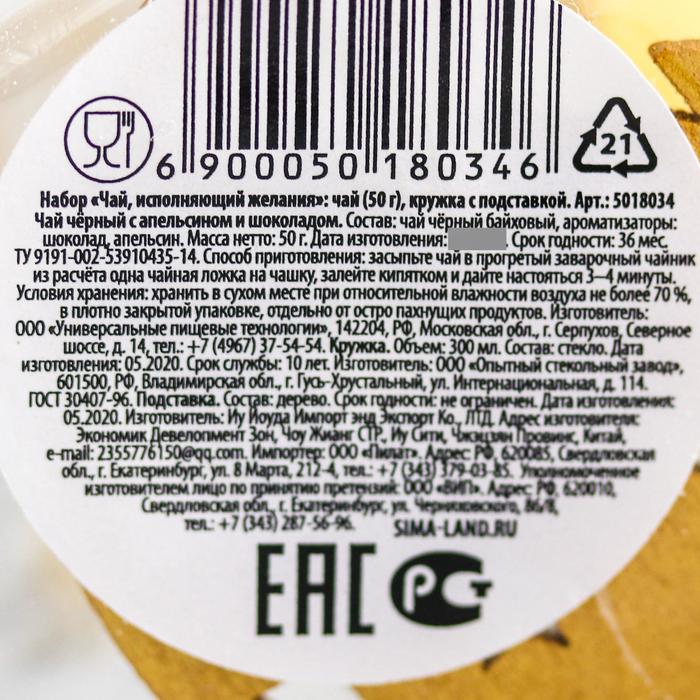 6 900050 180346
21
Набор «Чай, исполняющий желания»: чай (50 г), кружка с подставкой. Арт.: 5018034
Чай чёрный с апельсином и шоколадом. Состав: чай чёрный байховый, ароматизаторы:
шоколад, апельсин. Масса нетто: 50 г. Дата изготовления: . Срок годности: 36 мес.
ТУ 9191-002-53910435-14. Способ приготовления: засыпьте чай в прогретый заварочный чайник
из расчёта одна чайная ложка на чашку, залейте кипятком и дайте настояться 3–4 минуты.
Условия хранения: хранить в сухом месте при относительной влажности воздуха не более 70 %,
в плотно закрытой упаковке, отдельно от остро пахнущих продуктов. Изготовитель:
ООО «Универсальные пищевые технологии», 142204, РФ, Московская обл., г. Серпухов, Северное
шоссе, д. 14, тел.: +7 (4967) 37-54-54. Кружка. Объем: 300 мл. Состав: стекло. Дата
изготовления: 05.2020. Срок службы: 10 лет. Изготовитель: ООО «Опытный стекольный завод»,
601500, РФ, Владимирская обл., г. Гусь-Хрустальный, ул. Интернациональная, д. 114.
ГОСТ 30407-96. Подставка. Состав: дерево. Срок годности: не ограничен. Дата изготовления:
05.2020. Изготовитель: Иу Йоуда Импорт энд Экспорт Ко., ЛТД. Адрес изготовителя:
Экономик Девелопмент Зон, Чоу Жианг СТР., Иу Сити, Чжэцзян Провинс, Китай,
e-mail: 2355776150@qq.com. Импортер: ООО «Пилат». Адрес: РФ, 620085, Свердловская
обл., г. Екатеринбург, ул. 8 Марта, 212-4, тел.: +7 (343) 379-03-85. Уполномоченное
изготовителем лицо по принятию претензий: ООО «ВИП». Адрес: РФ, 620010,
Свердловская обл., г. Екатеринбург, ул. Черняховского, 86/8,
тел.: +7 (343) 287-56-96. SIMA-LAND.RU
ЕАС РСТ